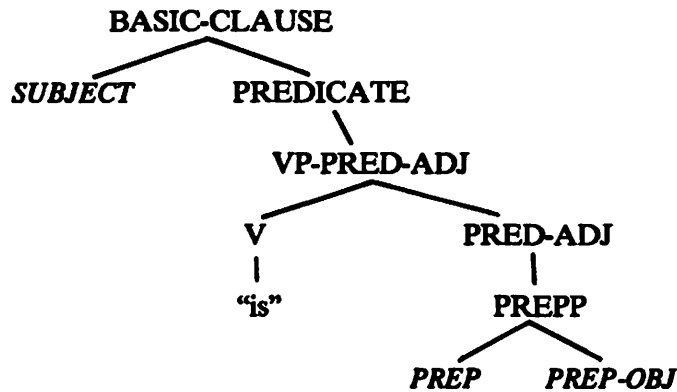 BASIC-CLAUSE
SUBJECT PREDICATE
VP-PRED-ADJ
V PRED-ADJ
“is” PREPP
PREP PREP-OBJ